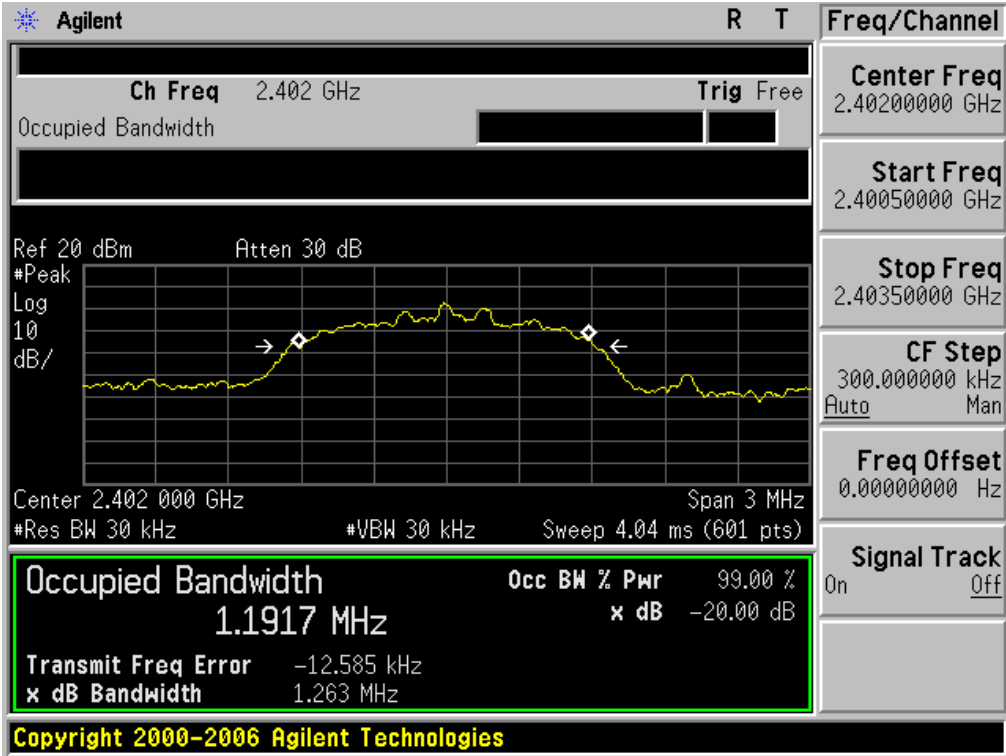 Agilent R T Freq/Channel
Ch Freq 2.402 GHz Trig Free
Occupied Bandwidth
Center Freq
2.40200000 GHz
Start Freq
2.40050000 GHz
Stop Freq
2.40350000 GHz
CF Step
300.000000 kHz
Auto Man
Freq Offset
0.00000000 Hz
Signal Track
On Off
Ref 20 dBm Atten 30 dB
#Peak
Log
10
dB/
Center 2.402 000 GHz Span 3 MHz
#Res BW 30 kHz #VBW 30 kHz Sweep 4.04 ms (601 pts)
Occupied Bandwidth
1.1917 MHz
Occ BW % Pwr 99.00 %
x dB -20.00 dB
Transmit Freq Error -12.585 kHz
x dB Bandwidth 1.263 MHz
Copyright 2000-2006 Agilent Technologies